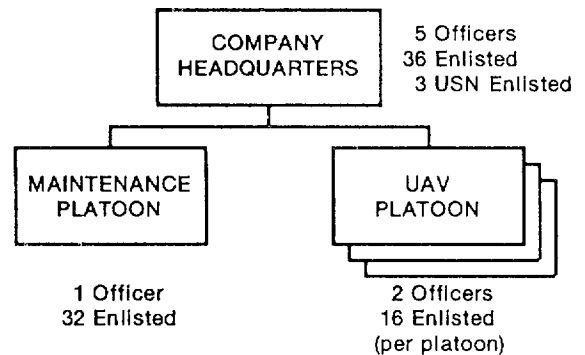 COMPANY
HEADQUARTERS
5 Officers
36 Enlisted
3 USN Enlisted
MAINTENANCE
PLATOON
1 Officer
32 Enlisted
UAV
PLATOON
2 Officers
16 Enlisted
(per platoon)